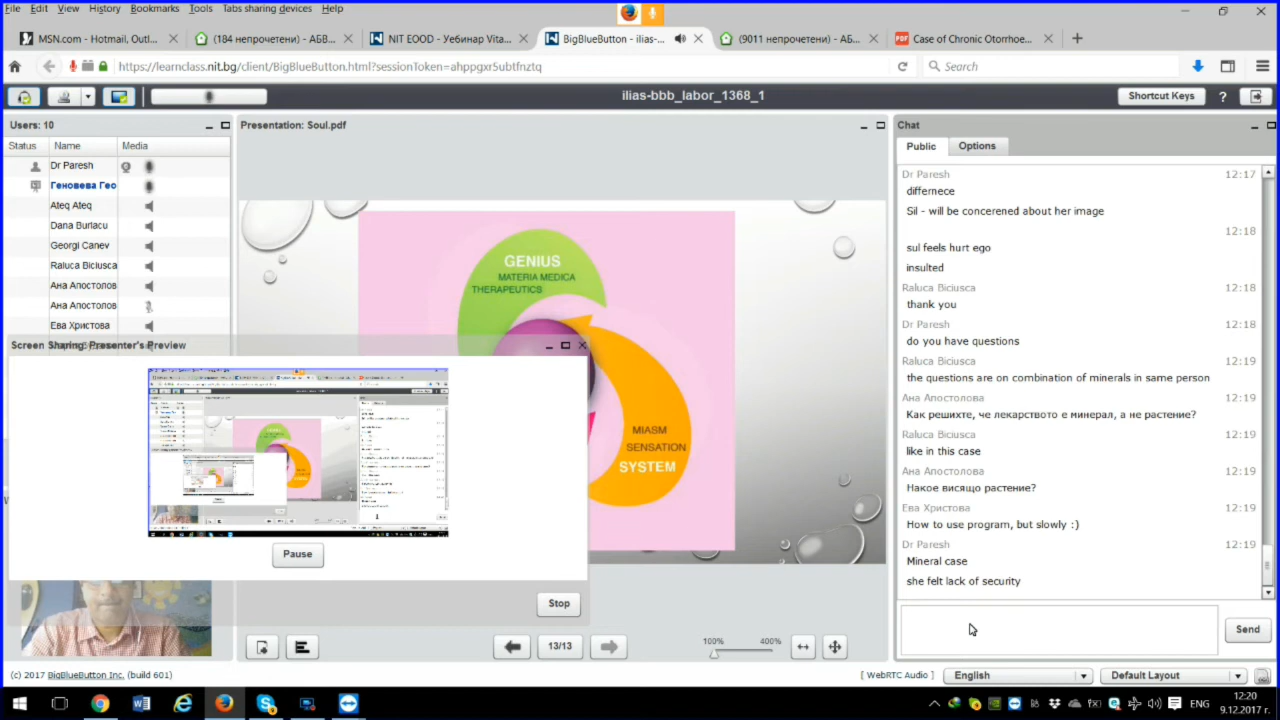 File Edit View History Bookmarks Tools Tabs sharing devices Help
MSN.com - Hotmail, Outl...
(184 непрочетени) - АБВ...
NIT EOOD - Уебинар Vita...
BigBlueButton - ilias-...
(9011 непрочетени) - АБ...
Case of Chronic Otorrhoe...
https://learnclass.nit.bg/client/BigBlueButton.html?sessionToken=ahppgxr5ubtfnztq
Search
ilias-bbb_labor_1368_1
Shortcut Keys
?
Users: 10
Status Name Media
Dr Paresh
Геновева Гео
Ateq Ateq
Dana Burlacu
Georgi Canev
Raluca Biciusca
Ана Апостолов
Ана Апостолов
Ева Христова
Screen Sharing: Presenter's Preview
Pause
Stop
Presentation: Soul.pdf
GENIUS
MATERIA MEDICA
THERAPEUTICS
MIASM
SENSATION
SYSTEM
13/13
100% 400%
Chat
Public Options
Dr Paresh 12:17
differnece
Sil - will be concerened about her image
12:18
sul feels hurt ego
insulted
Raluca Biciusca 12:18
thank you
Dr Paresh 12:18
do you have questions
Raluca Biciusca 12:19
the questions are on combination of minerals in same person
Ана Апостолова 12:19
Как решихте, че лекарството е минерал, а не растение?
Raluca Biciusca 12:19
like in this case
Ана Апостолова 12:19
Накое висящо растение?
Ева Христова 12:19
How to use program, but slowly :)
Dr Paresh 12:19
Mineral case
she felt lack of security
Send
(c) 2017 BigBlueButton Inc. (build 601)
[ WebRTC Audio ]
English
Default Layout
ENG
12:20
9.12.2017 г.